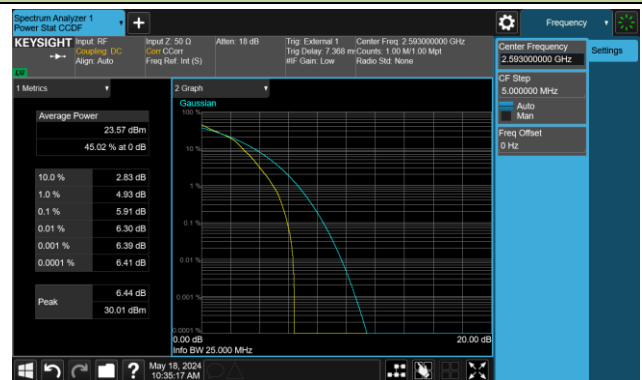 Spectrum Analyzer 1
Power Stat CCDF
Frequency
KEYSIGHT
Input: RF
Coupling: DC
Align: Auto
Input Z: 50 Ω
Corr CCorr
Freq Ref: Int (S)
Atten: 18 dB
Trig: External 1
Trig Delay: 7.368 m
#IF Gain: Low
Center Freq: 2.593000000 GHz
Counts: 1.00 M/1.00 Mpt
Radio Std: None
1 Metrics
Average Power
23.57 dBm
45.02 % at 0 dB
10.0 % 2.83 dB
1.0 % 4.93 dB
0.1 % 5.91 dB
0.01 % 6.30 dB
0.001 % 6.39 dB
0.0001 % 6.41 dB
Peak
6.44 dB
30.01 dBm
2 Graph
Gaussian
100 %
10 %
1 %
0.1 %
0.01 %
0.001 %
0.0001 %
0.00 dB
20.00 dB
Info BW 25.000 MHz
Center Frequency
2.593000000 GHz
Settings
CF Step
5.000000 MHz
Auto
Man
Freq Offset
0 Hz
May 18, 2024
10:35:17 AM